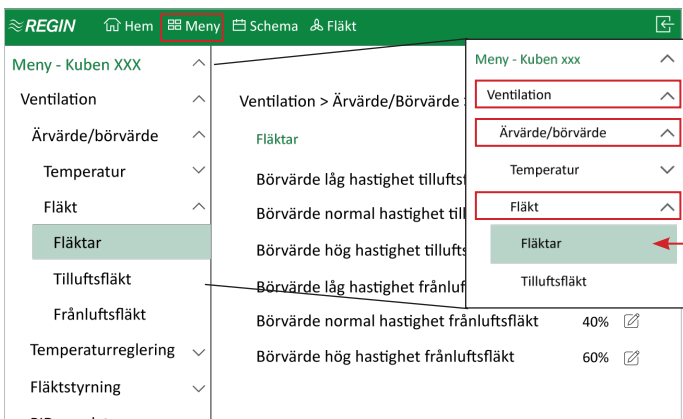 REGIN Hem Meny Schema Fläkt
Meny - Kuben XXX
Ventilation
Ärvärde/börvärde
Temperatur
Fläkt
Fläktar
Tilluftsfläkt
Frånluftsfläkt
Temperaturreglering
Fläktstyrning
Ventilation > Ärvärde/Börvärde
Fläktar
Börvärde låg hastighet tillufts
Börvärde normal hastighet till
Börvärde hög hastighet tillufts
Börvärde låg hastighet frånluf
Börvärde normal hastighet frånluftsfläkt 40%
Börvärde hög hastighet frånluftsfläkt 60%
Meny - Kuben xxx
Ventilation
Ärvärde/börvärde
Temperatur
Fläkt
Fläktar
Tilluftsfläkt